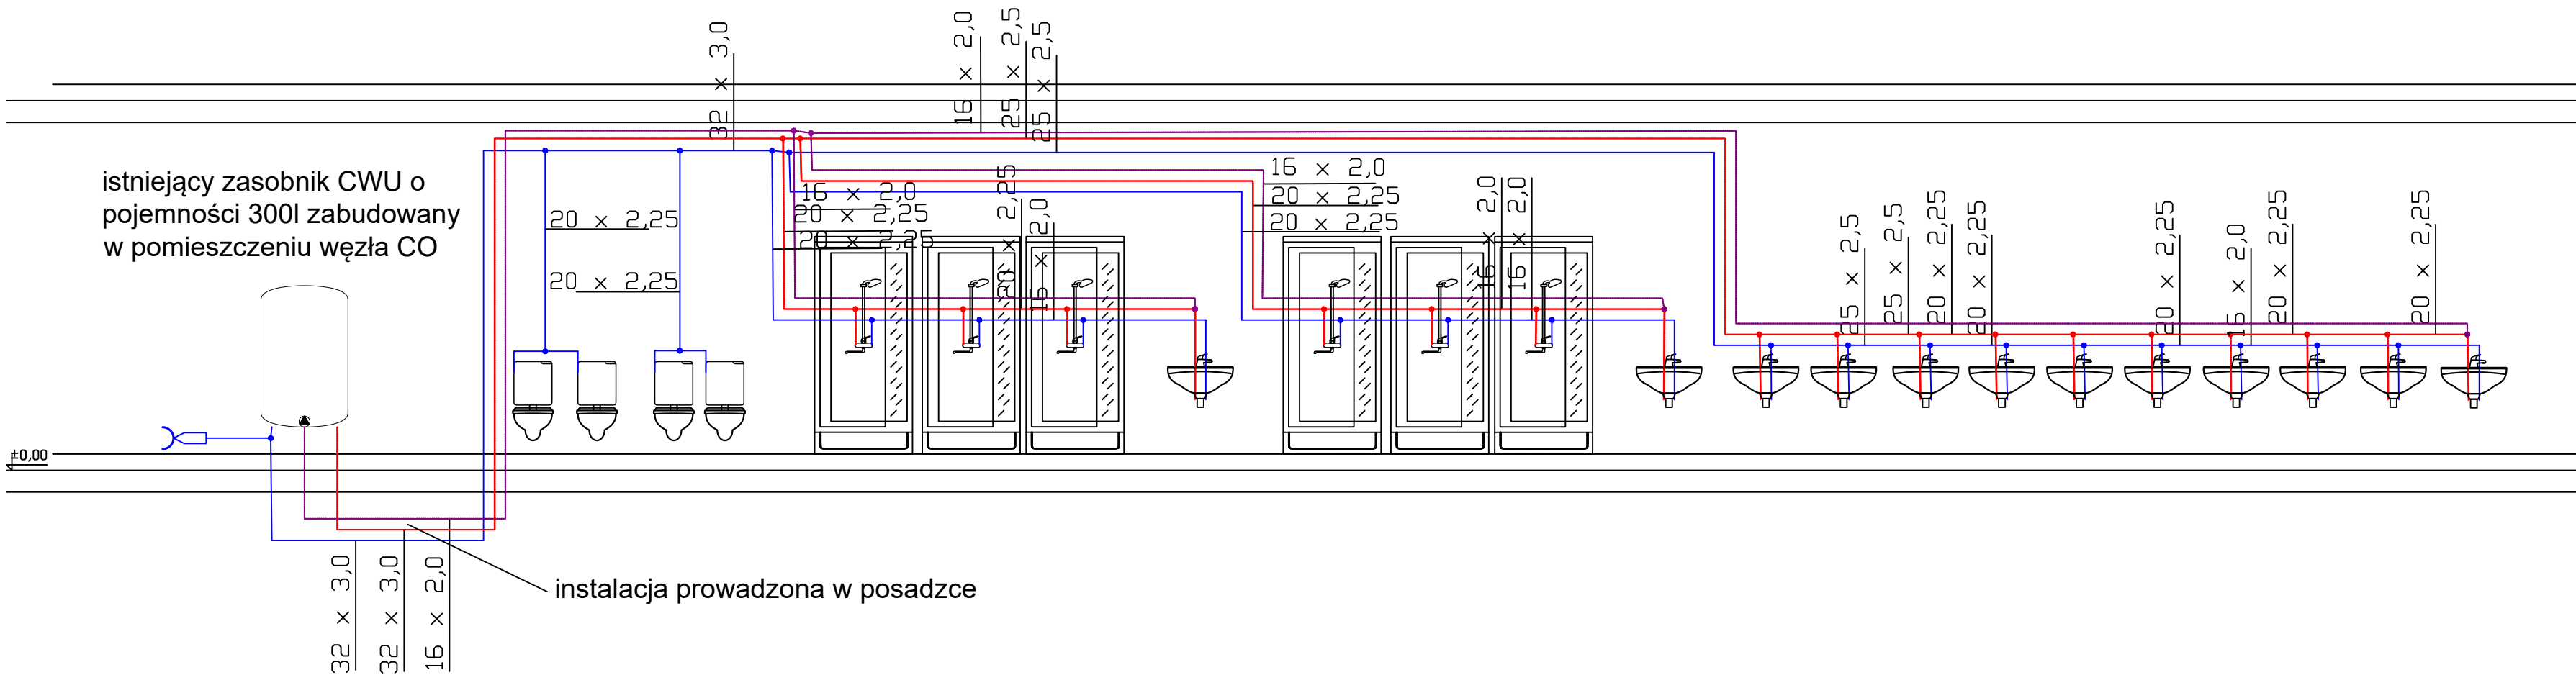 32 × 3,0
16 × 2,0
25 × 2,5
25 × 2,5
istniejący zasobnik CWU o
pojemności 300l zabudowany
w pomieszczeniu węzła CO
20 × 2,25
20 × 2,25
16 × 2,0
20 × 2,25
20 × 2,25
20 × 2,25
16 × 2,0
16 × 2,0
20 × 2,25
20 × 2,25
16 × 2,0
16 × 2,0
25 × 2,5
25 × 2,5
20 × 2,25
20 × 2,25
20 × 2,25
16 × 2,0
20 × 2,25
20 × 2,25
±0,00
32 × 3,0
32 × 3,0
16 × 2,0
instalacja prowadzona w posadzce